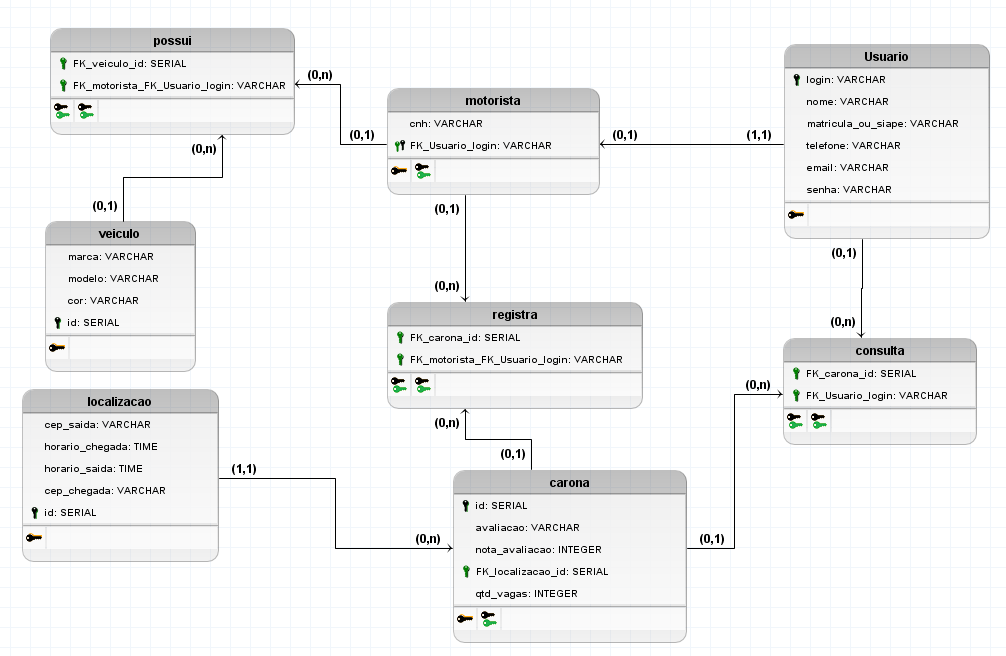 possui
FK_veiculo_id: SERIAL
FK_motorista_FK_Usuario_login: VARCHAR
(0,n)
(0,1)
(0,n)
(0,1)
motorista
cnh: VARCHAR
FK_Usuario_login: VARCHAR
(0,1)
(1,1)
Usuario
login: VARCHAR
nome: VARCHAR
matricula_ou_siape: VARCHAR
telefone: VARCHAR
email: VARCHAR
senha: VARCHAR
veiculo
marca: VARCHAR
modelo: VARCHAR
cor: VARCHAR
id: SERIAL
(0,1)
(0,n)
(0,1)
(0,n)
registra
FK_carona_id: SERIAL
FK_motorista_FK_Usuario_login: VARCHAR
consulta
FK_carona_id: SERIAL
FK_Usuario_login: VARCHAR
localizacao
cep_saida: VARCHAR
horario_chegada: TIME
horario_saida: TIME
cep_chegada: VARCHAR
id: SERIAL
(0,n)
(0,1)
(0,n)
(1,1)
(0,n)
(0,1)
carona
id: SERIAL
avaliacao: VARCHAR
nota_avaliacao: INTEGER
FK_localizacao_id: SERIAL
qtd_vagas: INTEGER